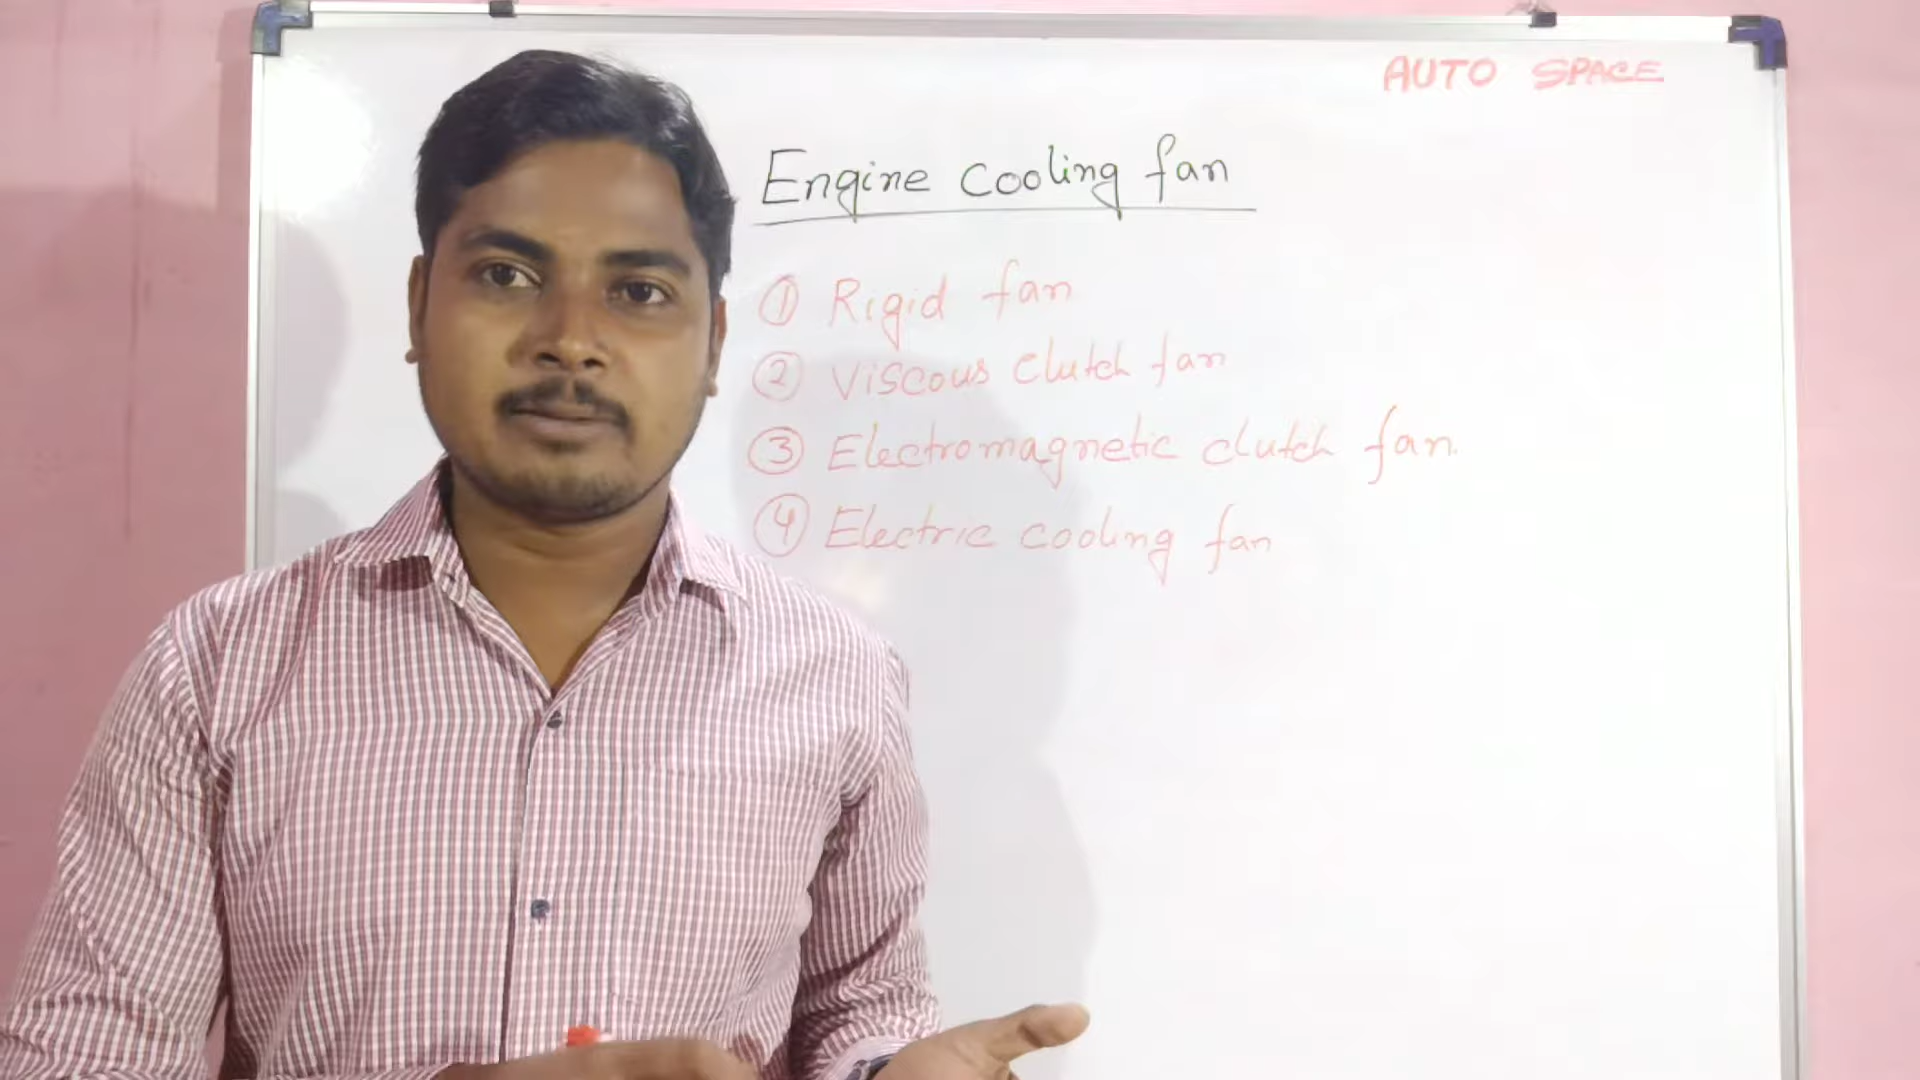 AUTO SPACE
Engine cooling fan
① Rigid fan
② Viscous clutch fan
③ Electromagnetic clutch fan.
④ Electric cooling fan